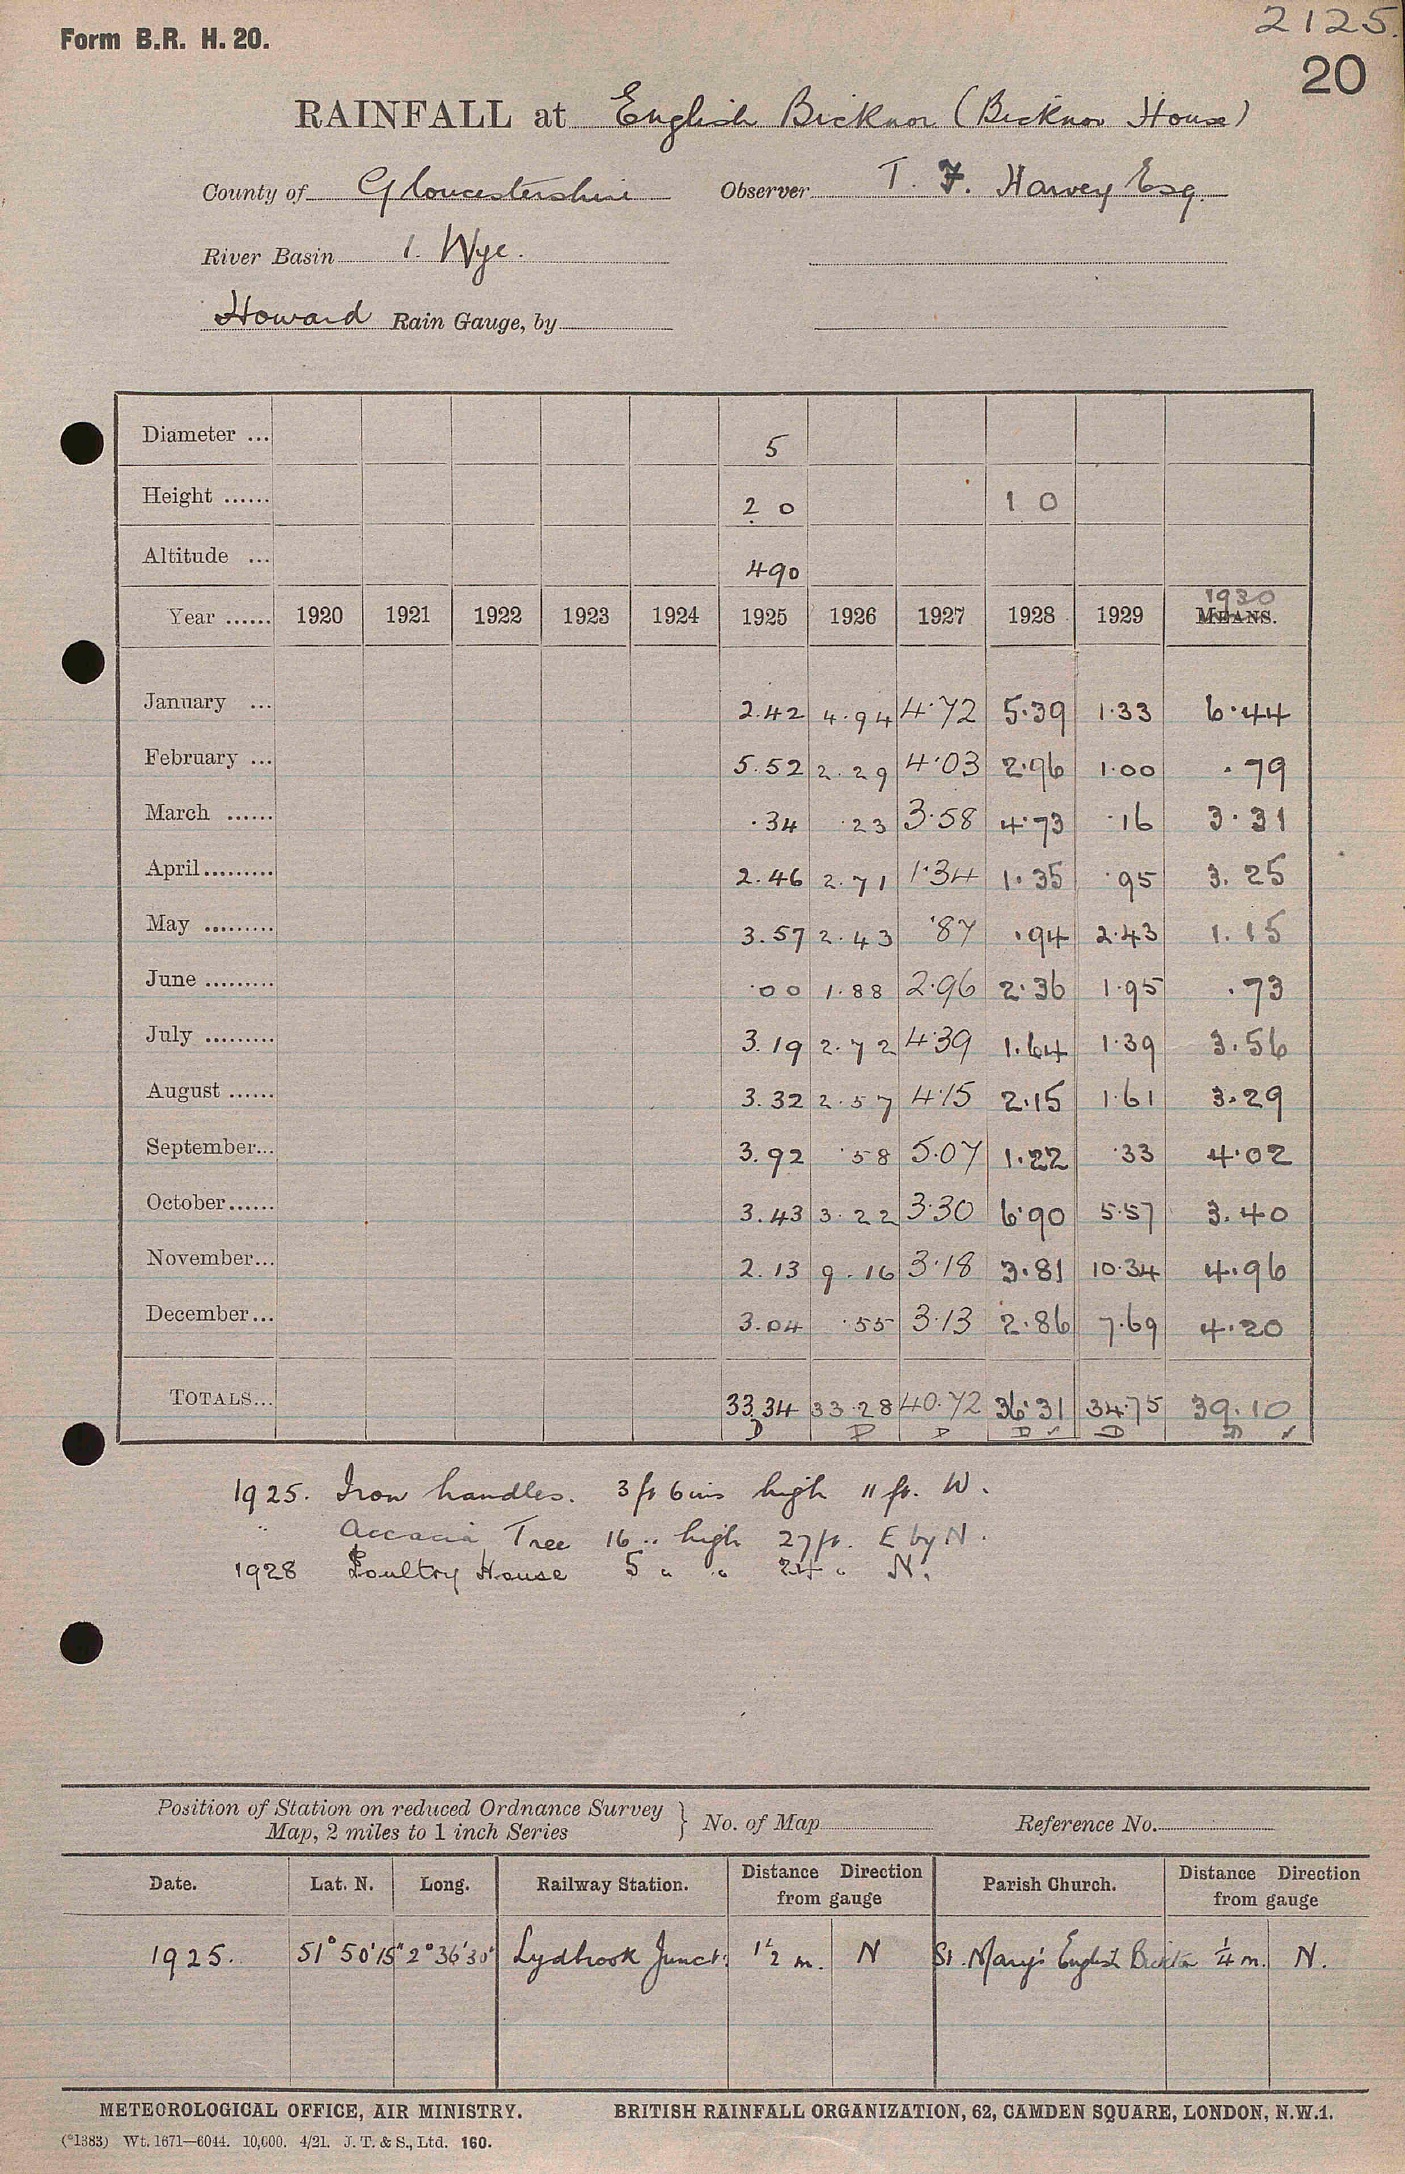 2125.
Form B.R. H. 20.
20
RAINFALL at English Bicknor (Bicknor House)
County of Gloucestershire Observer T. F. Harvey Esq.
River Basin 1. Wye.
Howard Rain Gauge, by
Diameter ... 5
Height ...... 2 0 1 0
Altitude ... 490
1930
Year ...... 1920 1921 1922 1923 1924 1925 1926 1927 1928 1929 MEANS.
January ... 2.42 4.94 4.72 5.39 1.33 6.44
February ... 5.52 2.29 4.03 2.96 1.00 .79
March ...... .34 .23 3.58 4.73 .16 3.31
April......... 2.46 2.71 1.34 1.35 .95 3.25
May ......... 3.57 2.43 .87 .94 2.43 1.15
June ......... .00 1.88 2.96 2.36 1.95 .73
July ......... 3.19 2.72 4.39 1.64 1.39 3.56
August ...... 3.32 2.57 4.15 2.15 1.61 3.29
September... 3.92 .58 5.07 1.22 .33 4.02
October...... 3.43 3.22 3.30 6.90 5.57 3.40
November... 2.13 9.16 3.18 3.81 10.34 4.96
December... 3.04 .55 3.13 2.86 7.69 4.20
TOTALS... 33.34 33.28 40.72 36.31 34.75 39.10
D D D D ✓ D D ✓
1925. Iron handles. 3 ft 6 ins high 11 ft. W.
" Accacia Tree 16 " high 27 ft. E by N.
1928 Poultry House 5 " " 24 " N.
Position of Station on reduced Ordnance Survey
Map, 2 miles to 1 inch Series } No. of Map Reference No.
Date. Lat. N. Long. Railway Station. Distance Direction from gauge Parish Church. Distance Direction from gauge
1925. 51° 50' 15" 2° 36' 30" Lydbrook Junct: 1½ m. N St. Mary's English Bicknor ¼ m. N.
METEOROLOGICAL OFFICE, AIR MINISTRY. BRITISH RAINFALL ORGANIZATION, 62, CAMDEN SQUARE, LONDON, N.W.1.
(*1383) Wt. 1671—6044. 10,000. 4/21. J. T. & S., Ltd. 160.